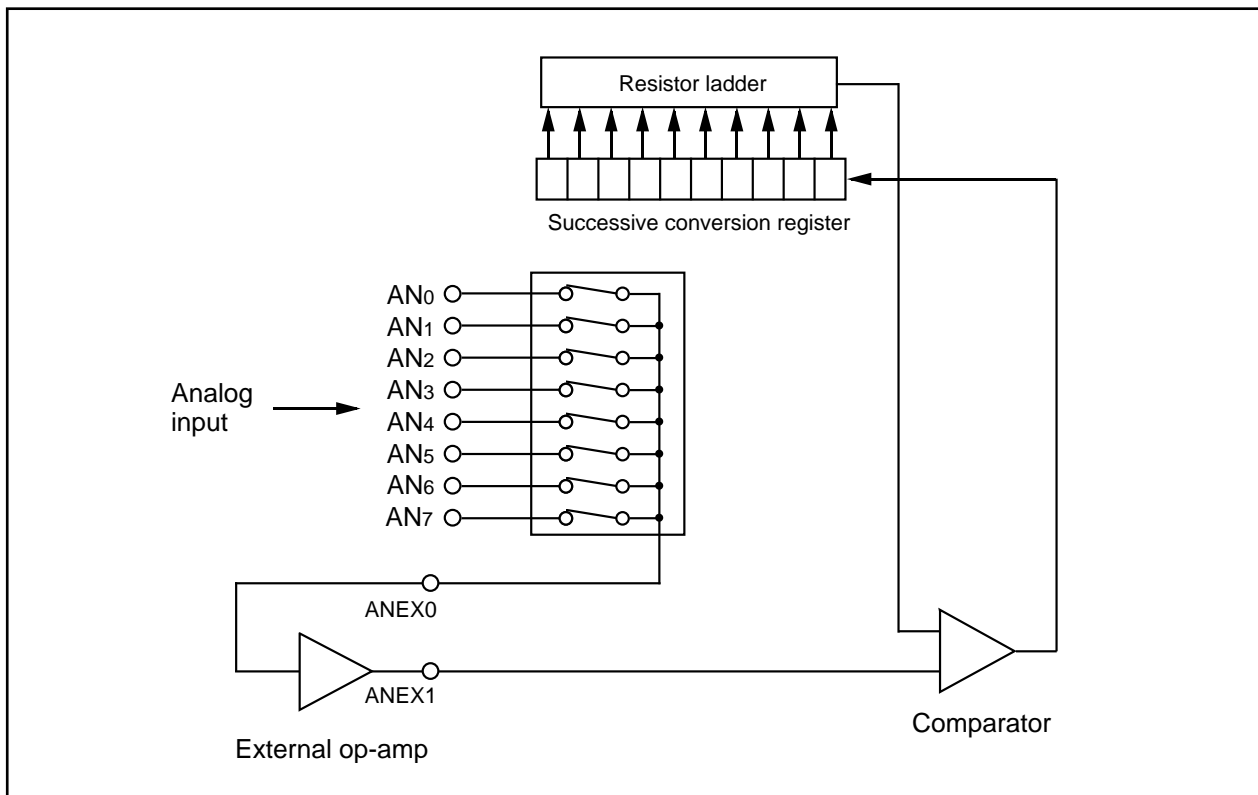 Resistor ladder
Successive conversion register
AN0
AN1
AN2
AN3
AN4
AN5
AN6
AN7
Analog
input
ANEX0
ANEX1
Comparator
External op-amp